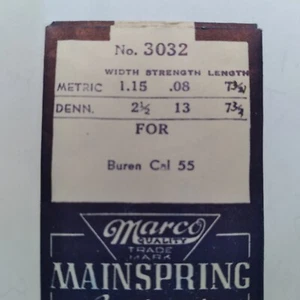 No. 3032
WIDTH STRENGTH LENGTH
METRIC 1.15 .08
DENN. 2½ 13
FOR
Buren Cal 55
Marco
QUALITY
TRADE
MARK
MAINSPRING